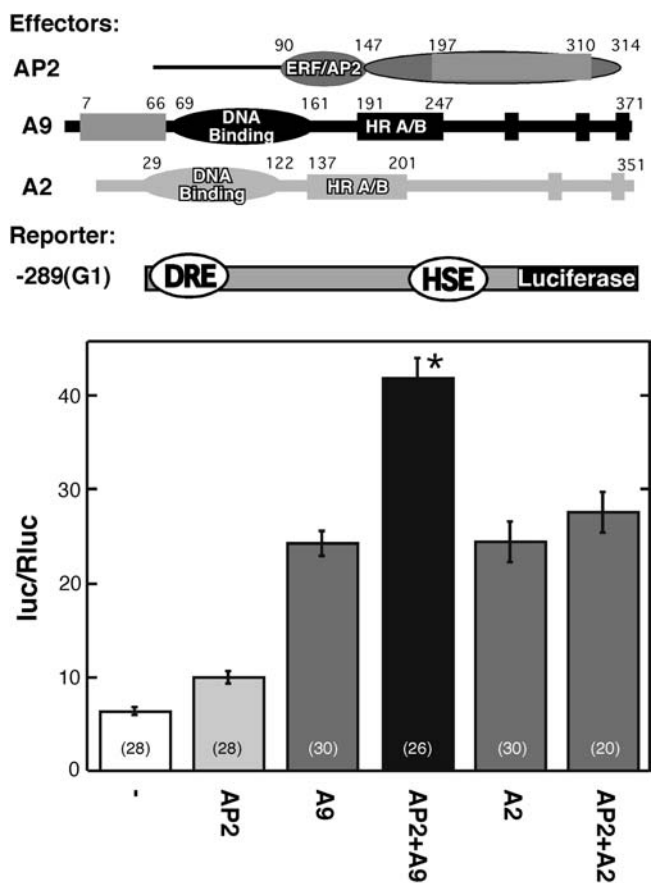 Effectors:
90 147 197 310 314
AP2 ERF/AP2
7 66 69 161 191 247 371
A9 DNA Binding HR A/B
29 122 137 201 351
A2 DNA Binding HR A/B
Reporter:
-289(G1) DRE HSE Luciferase
40
30
20
10
0
luc/Rluc
*
(28) (28) (30) (26) (30) (20)
- AP2 A9 AP2+A9 A2 AP2+A2